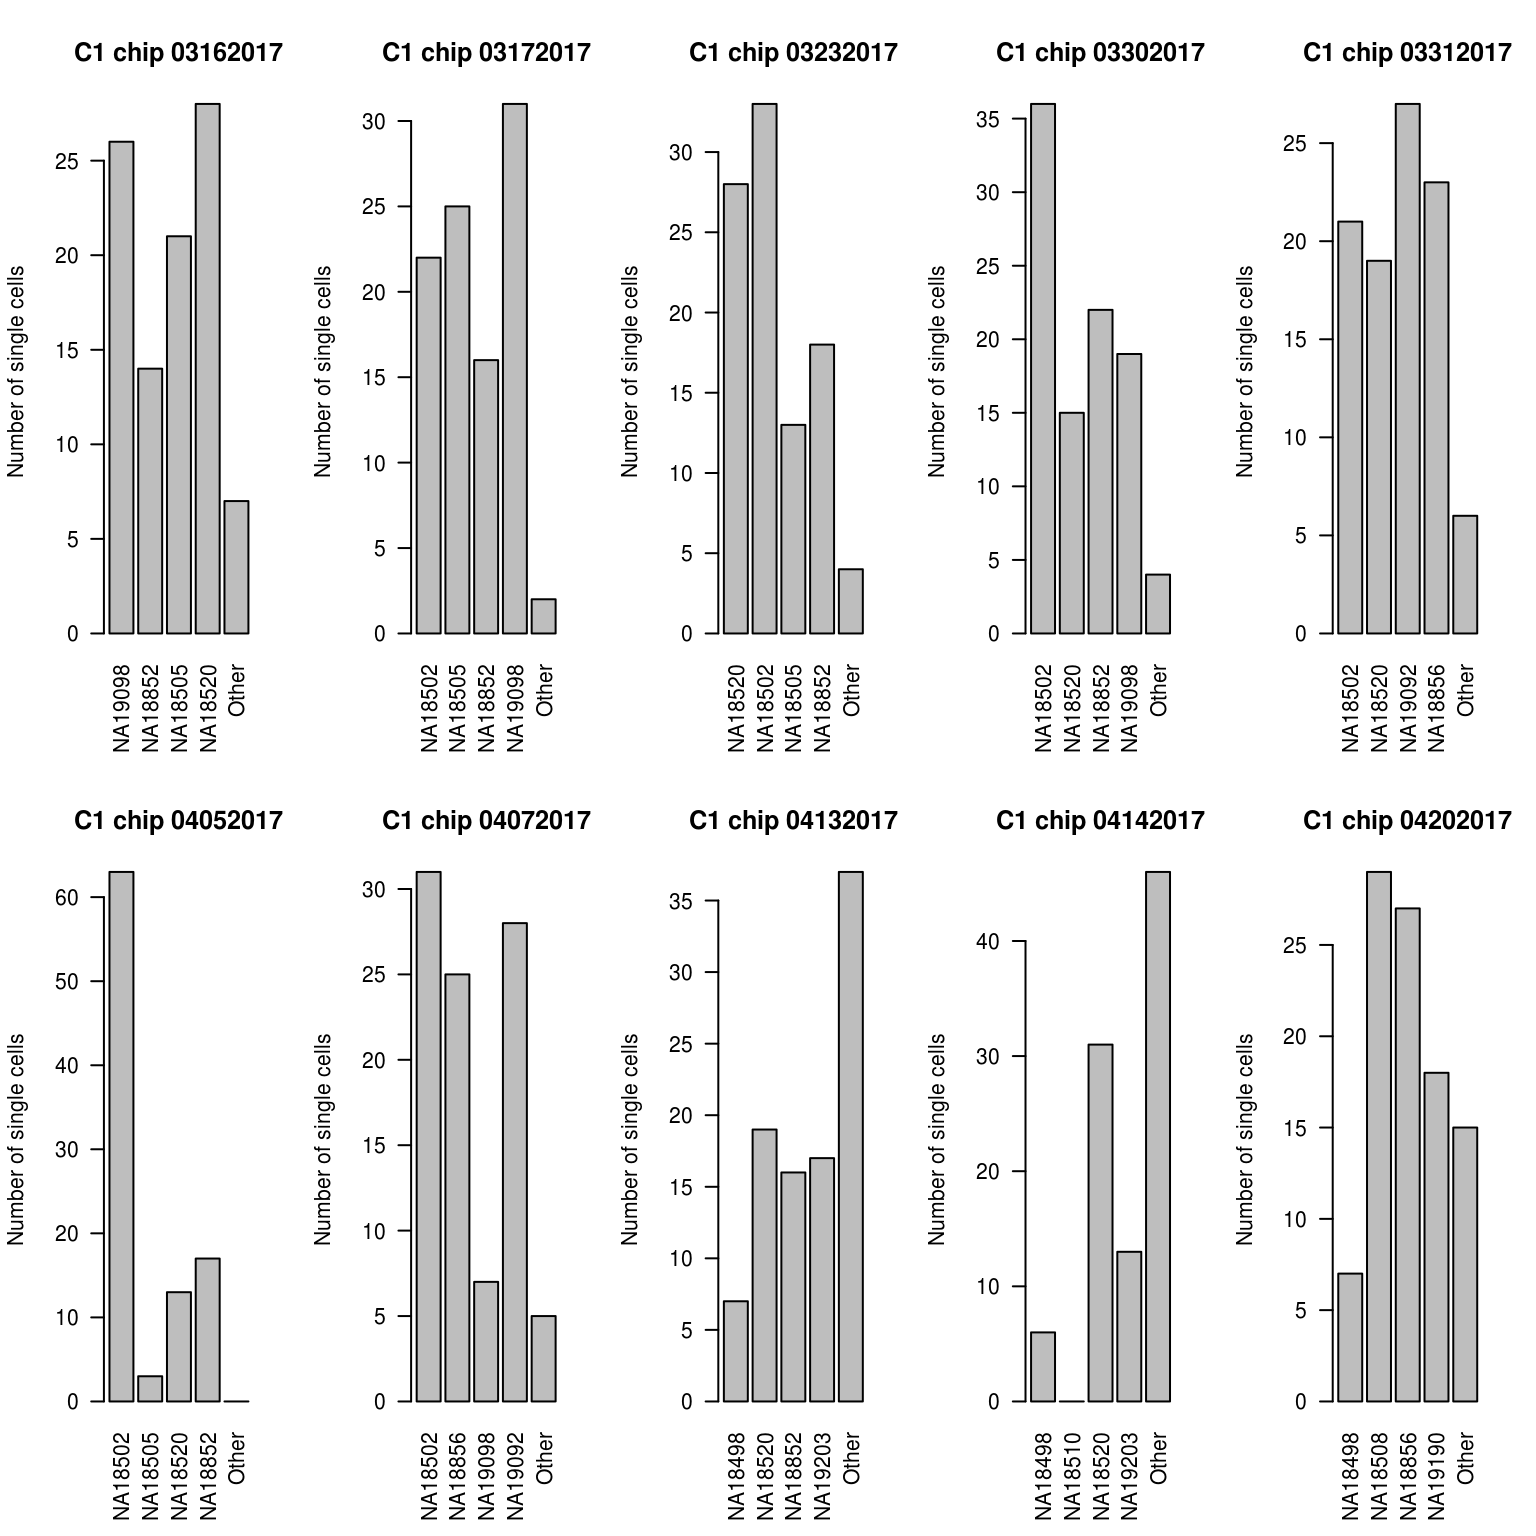 C1 chip 03162017
Number of single cells
25
20
15
10
5
0
NA19098
NA18852
NA18505
NA18520
Other
C1 chip 03172017
Number of single cells
30
25
20
15
10
5
0
NA18502
NA18505
NA18852
NA19098
Other
C1 chip 03232017
Number of single cells
30
25
20
15
10
5
0
NA18520
NA18502
NA18505
NA18852
Other
C1 chip 03302017
Number of single cells
35
30
25
20
15
10
5
0
NA18502
NA18520
NA18852
NA19098
Other
C1 chip 03312017
Number of single cells
25
20
15
10
5
0
NA18502
NA18520
NA19092
NA18856
Other
C1 chip 04052017
Number of single cells
60
50
40
30
20
10
0
NA18502
NA18505
NA18520
NA18852
Other
C1 chip 04072017
Number of single cells
30
25
20
15
10
5
0
NA18502
NA18856
NA19098
NA19092
Other
C1 chip 04132017
Number of single cells
35
30
25
20
15
10
5
0
NA18498
NA18520
NA18852
NA19203
Other
C1 chip 04142017
Number of single cells
40
30
20
10
0
NA18498
NA18510
NA18520
NA19203
Other
C1 chip 04202017
Number of single cells
25
20
15
10
5
0
NA18498
NA18508
NA18856
NA19190
Other